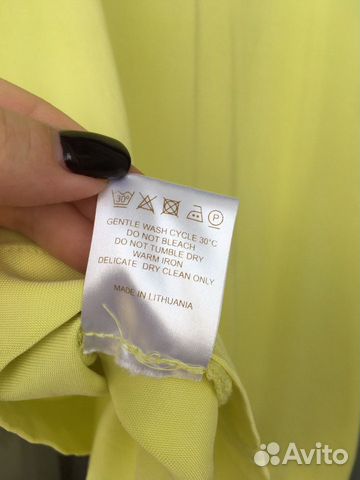 30°
P
GENTLE WASH CYCLE 30°C
DO NOT BLEACH
DO NOT TUMBLE DRY
WARM IRON
DELICATE DRY CLEAN ONLY
MADE IN LITHUANIA
Avito